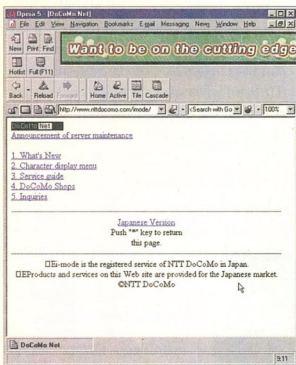 Opera 5 - [DoCoMo Net]
File Edit View Navigation Bookmarks E-mail Messaging News Window Help
New Print Find
Want to be on the cutting edge
Hotlist Full (F11)
Back Reload Forward Home Active Tile Cascade
http://www.nttdocomo.com/imode/ <Search with Go 100%
DoCoMo Net
Announcement of server maintenance
1. What's New
2. Character display menu
3. Service guide
4. DoCoMo Shops
5. Inquiries
Japanese Version
Push "*" key to return
this page.
□Ei-mode is the registered service of NTT DoCoMo in Japan.
□EProducts and services on this Web site are provided for the Japanese market.
©NTT DoCoMo
DoCoMo Net
9:11